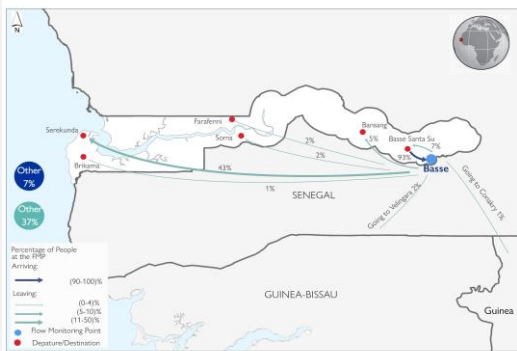 N
Farafenni
Serekunda
Soma
Bansang
Basse Santa Su
2%
5%
7%
93%
Brikama
2%
43%
Basse
1%
Other
7%
SENEGAL
Going to Velingara 2%
Going to Conakry 1%
Other
37%
Percentage of People
at the FMP
Arriving:
(90-100)%
Leaving:
(0-4)%
(5-10)%
(11-50)%
Flow Monitoring Point
Depature/Destination
GUINEA-BISSAU
Guinea